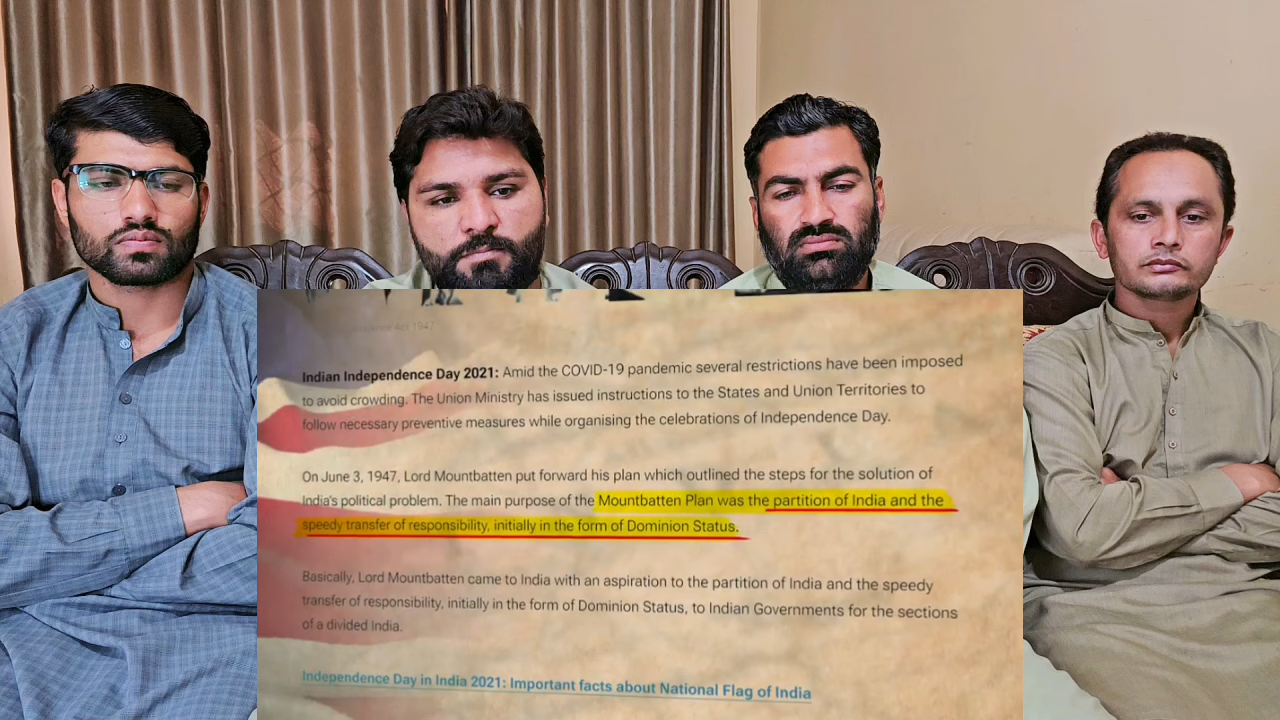 Act 1947
Indian Independence Day 2021: Amid the COVID-19 pandemic several restrictions have been imposed
to avoid crowding. The Union Ministry has issued instructions to the States and Union Territories to
follow necessary preventive measures while organising the celebrations of Independence Day.
On June 3, 1947, Lord Mountbatten put forward his plan which outlined the steps for the solution of
India's political problem. The main purpose of the Mountbatten Plan was the partition of India and the
speedy transfer of responsibility, initially in the form of Dominion Status.
Basically, Lord Mountbatten came to India with an aspiration to the partition of India and the speedy
transfer of responsibility, initially in the form of Dominion Status, to Indian Governments for the sections
of a divided India.
Independence Day in India 2021: Important facts about National Flag of India